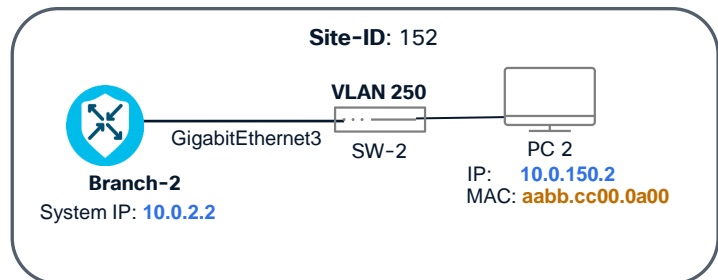 Site-ID: 152
VLAN 250
GigabitEthernet3
SW-2
PC 2
Branch-2
System IP: 10.0.2.2
IP: 10.0.150.2
MAC: aabb.cc00.0a00